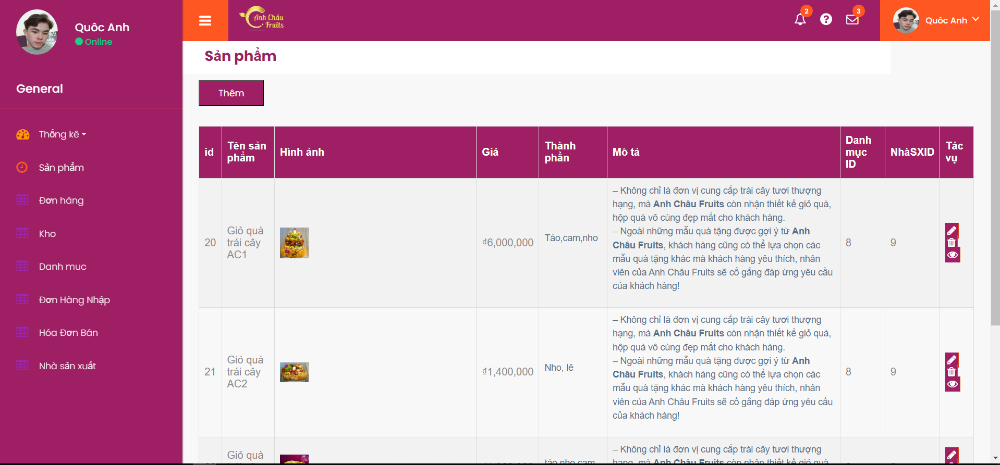 Quôc Anh
Online
General
Thống kê
Sản phẩm
Đơn hàng
Kho
Danh muc
Đơn Hàng Nhập
Hóa Đơn Bán
Nhà sản xuất
Anh Châu
Fruits
2
3
Quôc Anh
Sản phẩm
Thêm
id
Tên sản
phẩm
Hình ảnh
Giá
Thành
phần
Mô tả
Danh
mục
ID
NhàSXID
Tác
vụ
20
Giỏ quà
trái cây
AC1
₫6,000,000
Táo,cam,nho
– Không chỉ là đơn vị cung cấp trái cây tươi thượng
hạng, mà Anh Châu Fruits còn nhận thiết kế giỏ quà,
hộp quà vô cùng đẹp mắt cho khách hàng.
– Ngoài những mẫu quà tặng được gợi ý từ Anh
Châu Fruits, khách hàng cũng có thể lựa chọn các
mẫu quà tặng khác mà khách hàng yêu thích, nhân
viên của Anh Châu Fruits sẽ cố gắng đáp ứng yêu cầu
của khách hàng!
8
9
21
Giỏ quà
trái cây
AC2
₫1,400,000
Nho, lê
– Không chỉ là đơn vị cung cấp trái cây tươi thượng
hạng, mà Anh Châu Fruits còn nhận thiết kế giỏ quà,
hộp quà vô cùng đẹp mắt cho khách hàng.
– Ngoài những mẫu quà tặng được gợi ý từ Anh
Châu Fruits, khách hàng cũng có thể lựa chọn các
mẫu quà tặng khác mà khách hàng yêu thích, nhân
viên của Anh Châu Fruits sẽ cố gắng đáp ứng yêu cầu
của khách hàng!
8
9
Giỏ quà
– Không chỉ là đơn vị cung cấp trái cây tươi thượng
hạng, mà Anh Châu Fruits còn nhận thiết kế giỏ quà,